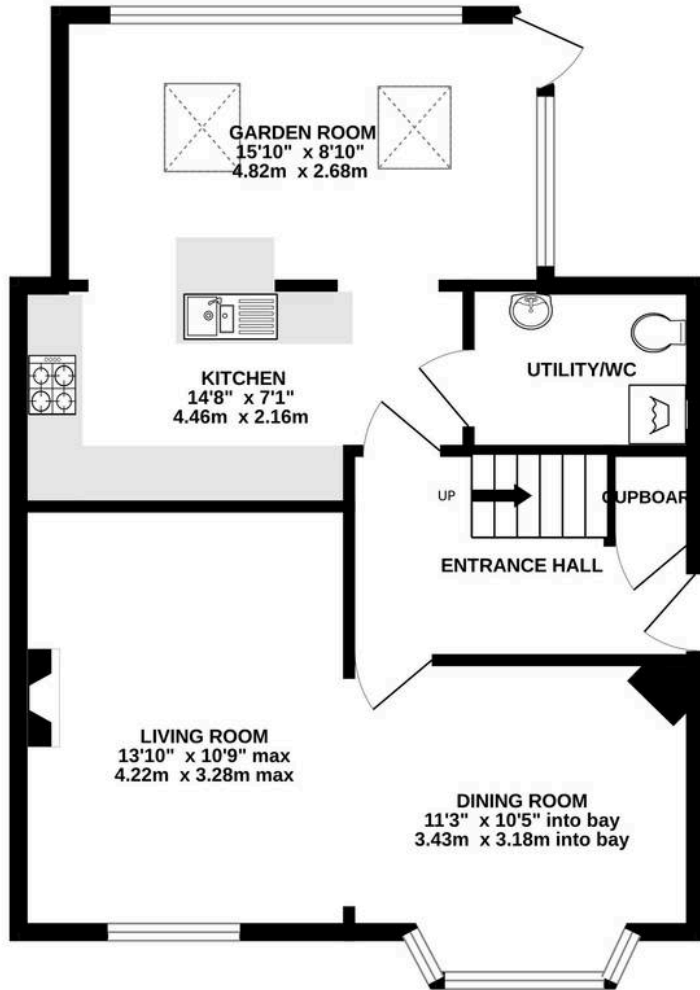 GARDEN ROOM
15'10" x 8'10"
4.82m x 2.68m
KITCHEN
14'8" x 7'1"
4.46m x 2.16m
UTILITY/WC
UP
CUPBOARD
ENTRANCE HALL
LIVING ROOM
13'10" x 10'9" max
4.22m x 3.28m max
DINING ROOM
11'3" x 10'5" into bay
3.43m x 3.18m into bay